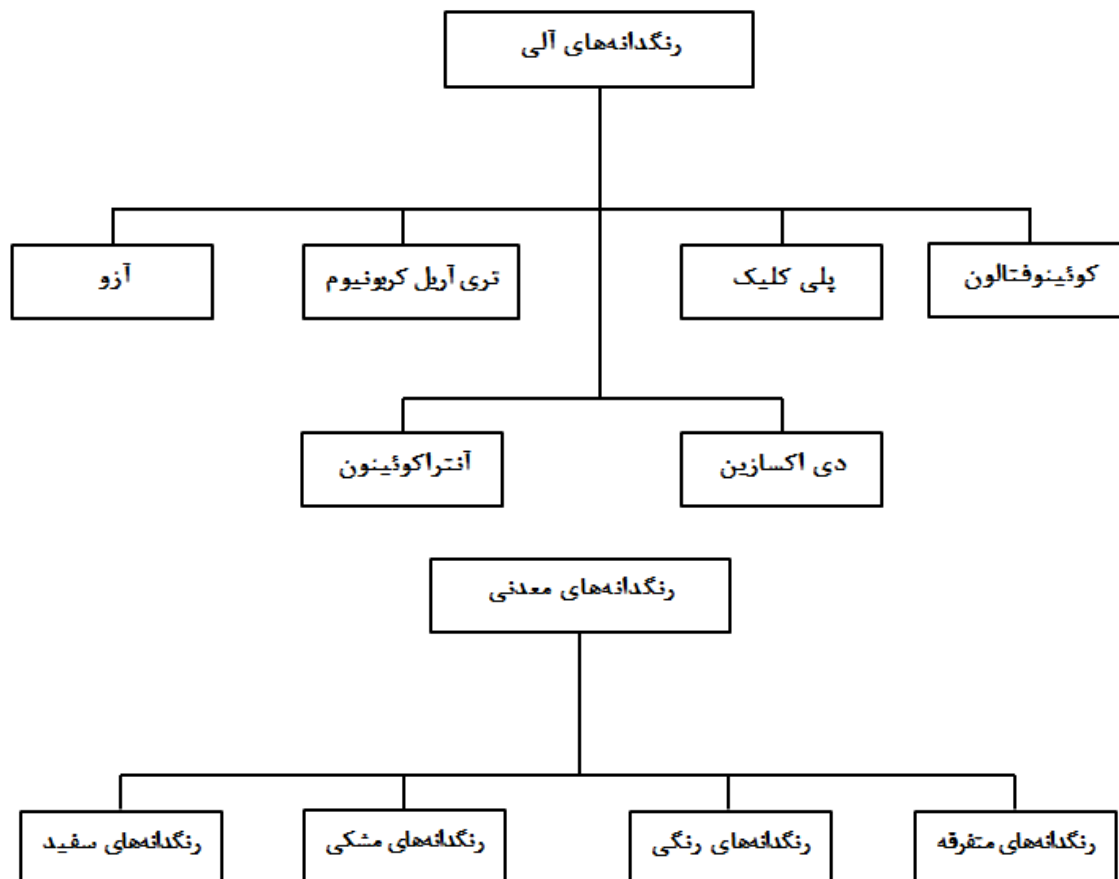 رنگدانه‌های آلی
کوئینوفتالون
پلی کلیک
تری آریل کربونیوم
آزو
دی اکسازین
آنتراکوئینون
رنگدانه‌های معدنی
رنگدانه‌های متفرقه
رنگدانه‌های رنگی
رنگدانه‌های مشکی
رنگدانه‌های سفید